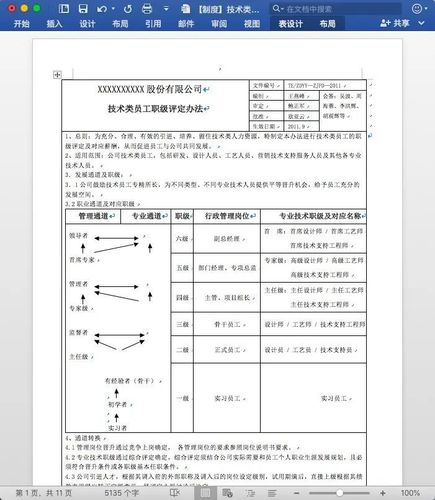 【制度】技术类...
在文档中搜索
开始 插入 设计 布局 引用 邮件 审阅 视图 表设计 布局 共享
XXXXXXXXXX 股份有限公司
技术类员工职级评定办法
文件编号
编制
审定
批准
生效日期 2011.9
1、总则：为充分、合理、有效的引进、培养、留住技术类人力资源，特制定本办法进行技术类员工的职
级评定及对应薪酬，从而促进员工与公司共同发展。
2、适用范围：公司技术类员工，包括研发、设计人员、工艺人员、营销技术支持服务人员及其他各专业
技术人员。
3、发展通道及职级：
3.1 公司鼓励技术员工专精所长，为不同类型、不同专业技术人员提供平等晋升机会，给予员工充分的
发展空间。
3.2 职业通道及对应职级
管理通道 专业通道 职级 行政管理岗位 专业技术职级及对应名称
领导者
首席专家
六级 副总经理 首 席：首席设计师 / 首席工艺师
首席技术支持工程师
管理者
专家级
五级 部门经理、专项总监 专家级：高级设计师 / 高级工艺师
高级技术支持工程师
四级 主管、项目组长 主任级：主任设计师 / 主任工艺师
主任技术支持工程师
监督者
主任级
三级 骨干员工 设计师 / 工艺师 / 技术支持工程师
二级 正式员工 设计员 / 工艺员 / 技术支持员
有经验者（骨干）
初学者
实习者
一级 实习员工 实习员工
4、通道转换
4.1 管理岗位晋升通过竞争上岗确定， 各管理岗位的要求参照岗位说明书要求。
4.2 专业技术职级通过综合评定确定，综合评定须结合公司实际需要和员工个人职业生涯发展规划，且必
须符合晋升条件或各职级基本任职条件。
4.3 公司引进人才，根据其调入前的外部职称及调入后的岗位设定级别，试用期满后，直接上级根据其绩
第 1 页，共 11 页 5135 个字